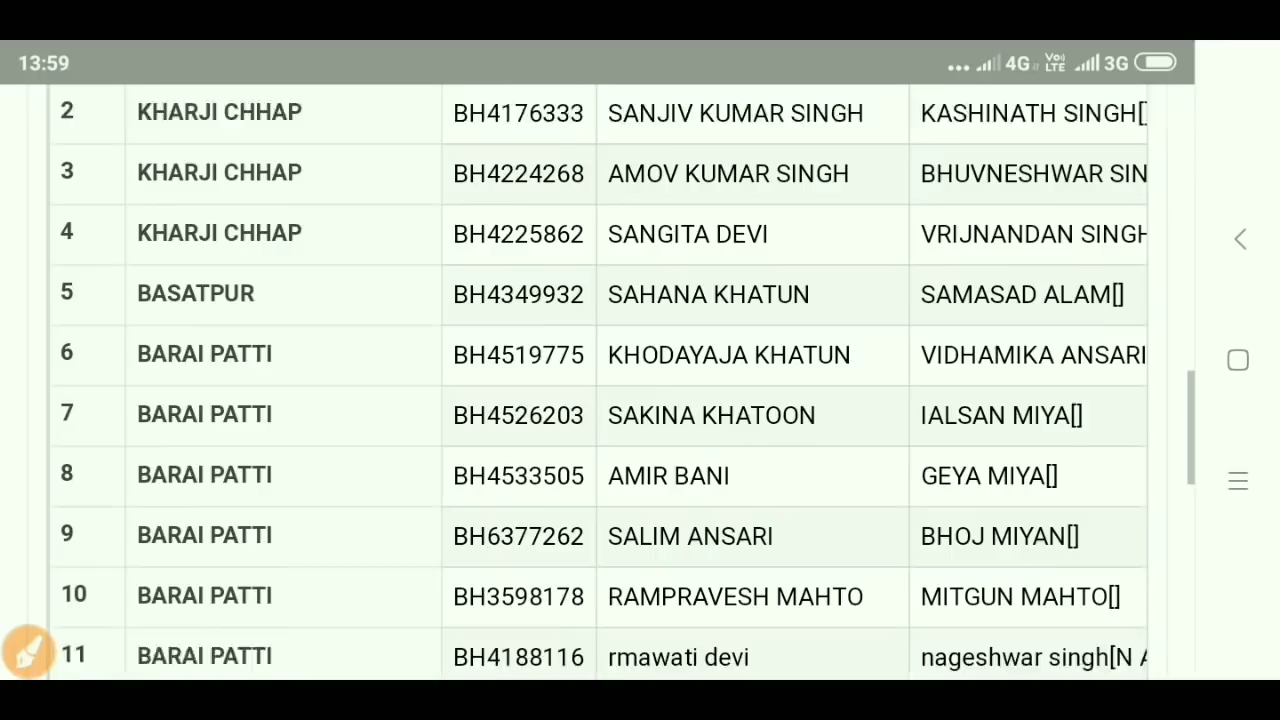 13:59 4G Vo) LTE 3G
2 KHARJI CHHAP BH4176333 SANJIV KUMAR SINGH KASHINATH SINGH[]
3 KHARJI CHHAP BH4224268 AMOV KUMAR SINGH BHUVNESHWAR SIN
4 KHARJI CHHAP BH4225862 SANGITA DEVI VRIJNANDAN SINGH
5 BASATPUR BH4349932 SAHANA KHATUN SAMASAD ALAM[]
6 BARAI PATTI BH4519775 KHODAYAJA KHATUN VIDHAMIKA ANSARI
7 BARAI PATTI BH4526203 SAKINA KHATOON IALSAN MIYA[]
8 BARAI PATTI BH4533505 AMIR BANI GEYA MIYA[]
9 BARAI PATTI BH6377262 SALIM ANSARI BHOJ MIYAN[]
10 BARAI PATTI BH3598178 RAMPRAVESH MAHTO MITGUN MAHTO[]
11 BARAI PATTI BH4188116 rmawati devi nageshwar singh[N A